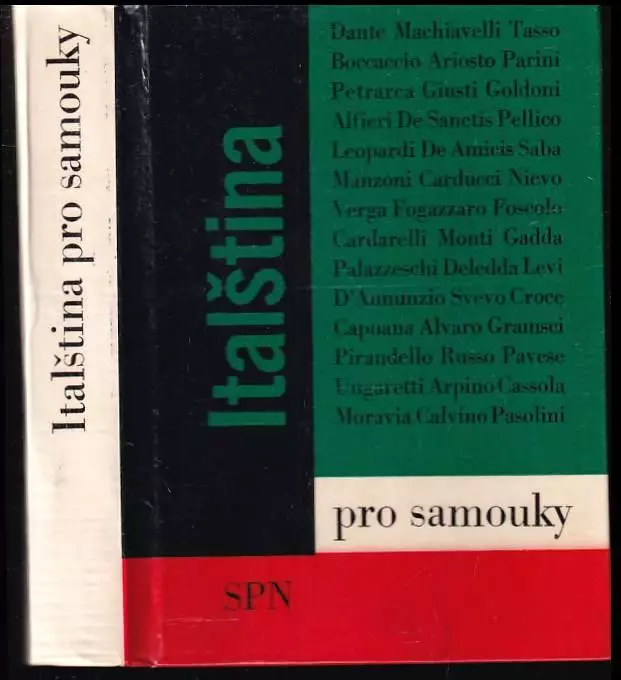 Italština pro samouky
Italština
Dante Machiavelli Tasso
Boccaccio Ariosto Parini
Petrarca Giusti Goldoni
Alfieri De Sanctis Pellico
Leopardi De Amicis Saba
Manzoni Carducci Nievo
Verga Fogazzaro Foscolo
Cardarelli Monti Gadda
Palazzeschi Deledda Levi
D'Annunzio Svevo Croce
Capuana Alvaro Gramsci
Pirandello Russo Pavese
Ungaretti Arpino Cassola
Moravia Calvino Pasolini
pro samouky
SPN